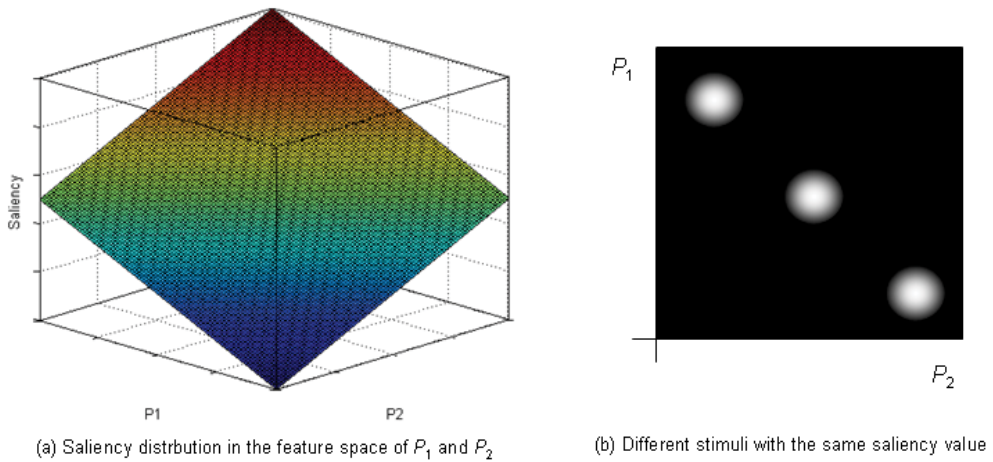 Saliency
P1
P2
(a) Saliency distrbution in the feature space of P1 and P2
P1
P2
(b) Different stimuli with the same saliency value